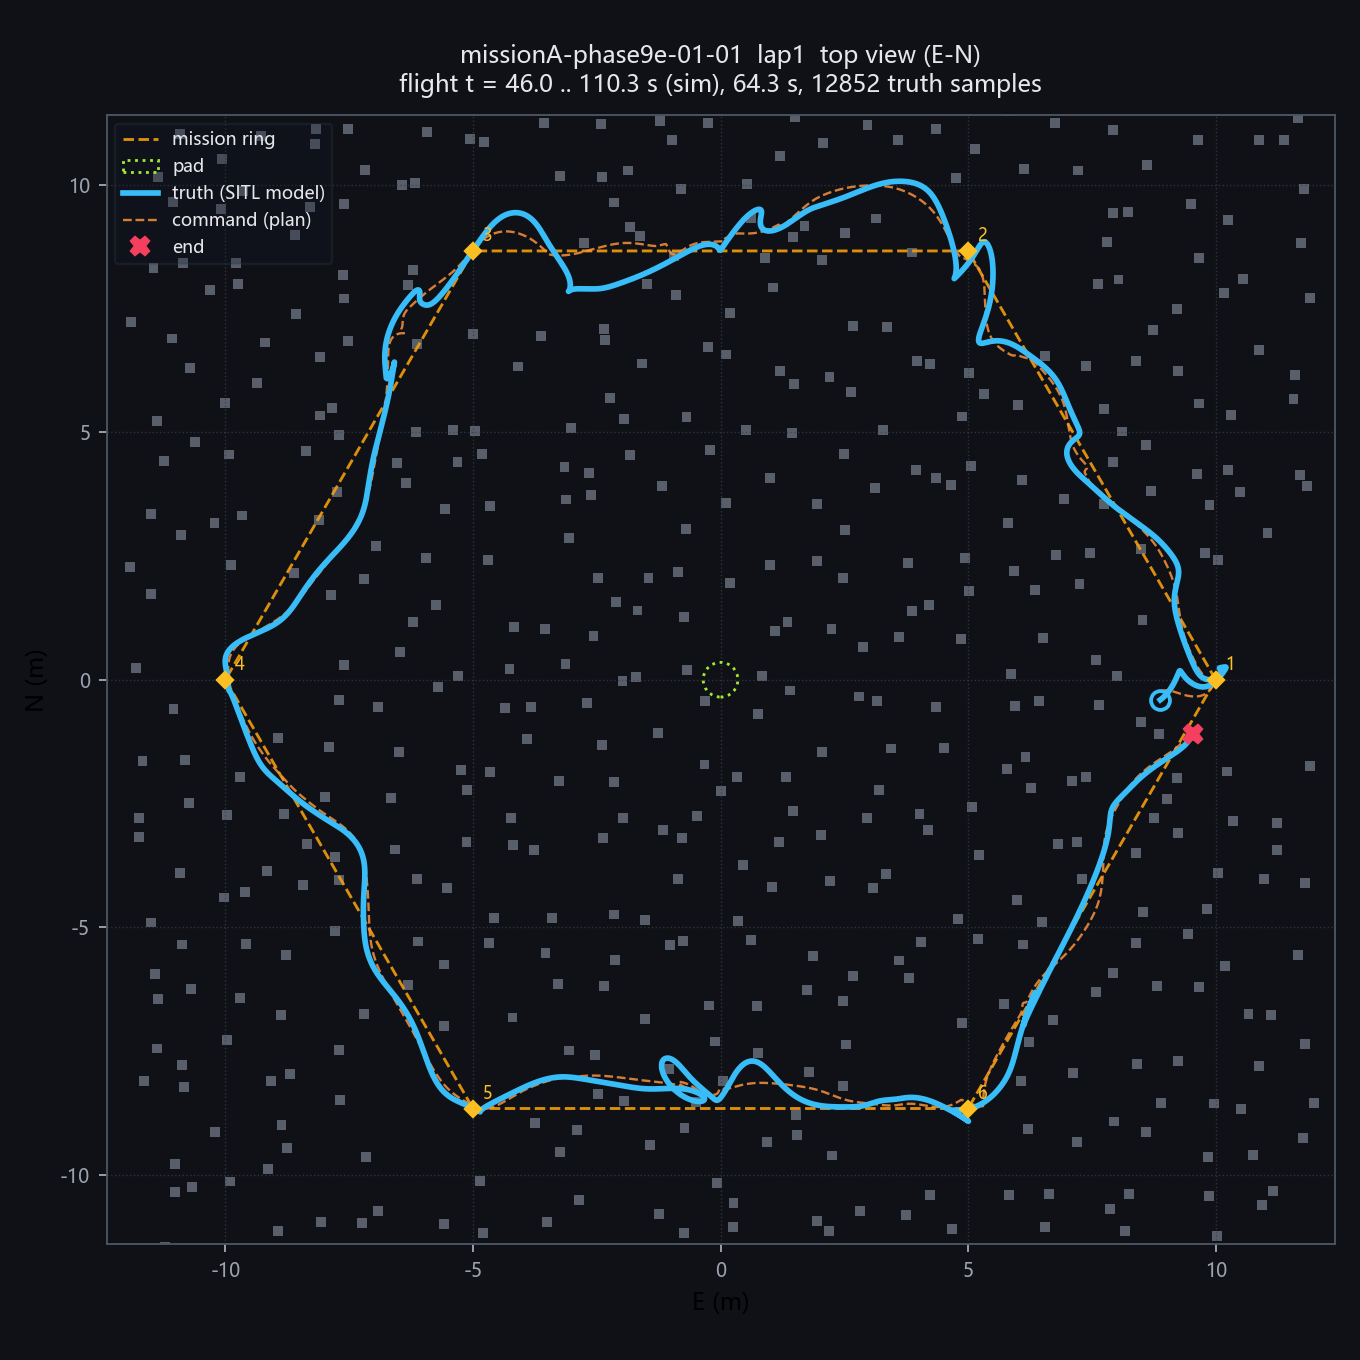 missionA-phase9e-01-01 lap1 top view (E-N)
flight t = 46.0 .. 110.3 s (sim), 64.3 s, 12852 truth samples
mission ring
pad
truth (SITL model)
command (plan)
end
10
5
0
-5
-10
N (m)
3
2
4
1
5
6
-10
-5
0
5
10
E (m)